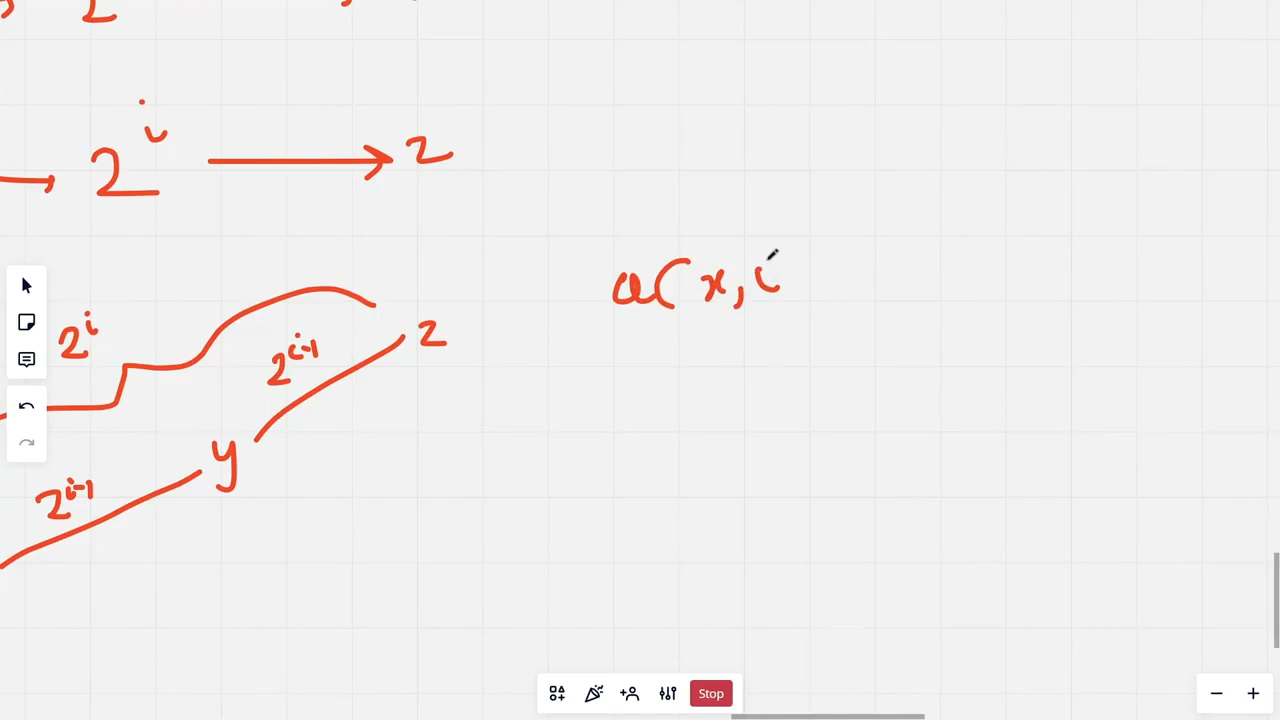 2
2^i → z
a(x, i
2^i
2^{i-1}
z
y
2^{i-1}
Stop